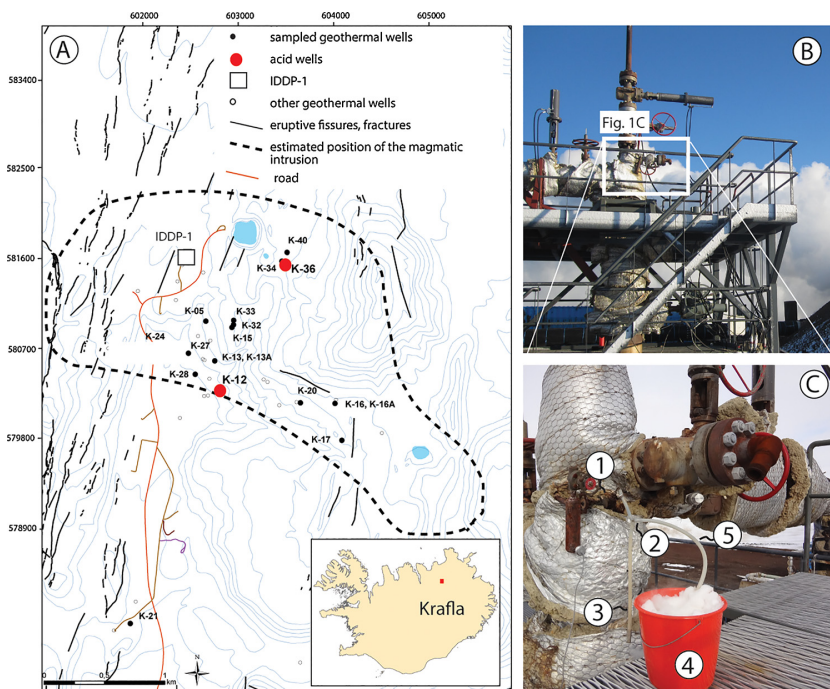 602000
603000
604000
605000
A
sampled geothermal wells
acid wells
IDDP-1
other geothermal wells
eruptive fissures, fractures
estimated position of the magmatic
intrusion
road
583400
582500
581600
580700
579800
578900
IDDP-1
K-40
K-34
K-36
K-05
K-33
K-32
K-15
K-24
K-27
K-13, K-13A
K-28
K-12
K-20
K-16, K-16A
K-17
K-21
N
0
0.5
1
km
Krafla
B
Fig. 1C
C
1
2
5
3
4